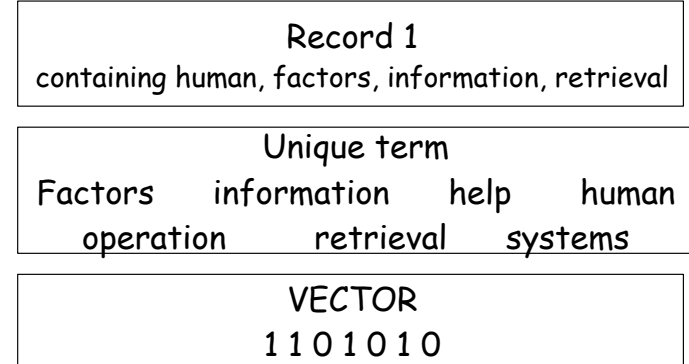 Record 1
containing human, factors, information, retrieval
Unique term
Factors information help human
operation retrieval systems
VECTOR
1 1 0 1 0 1 0